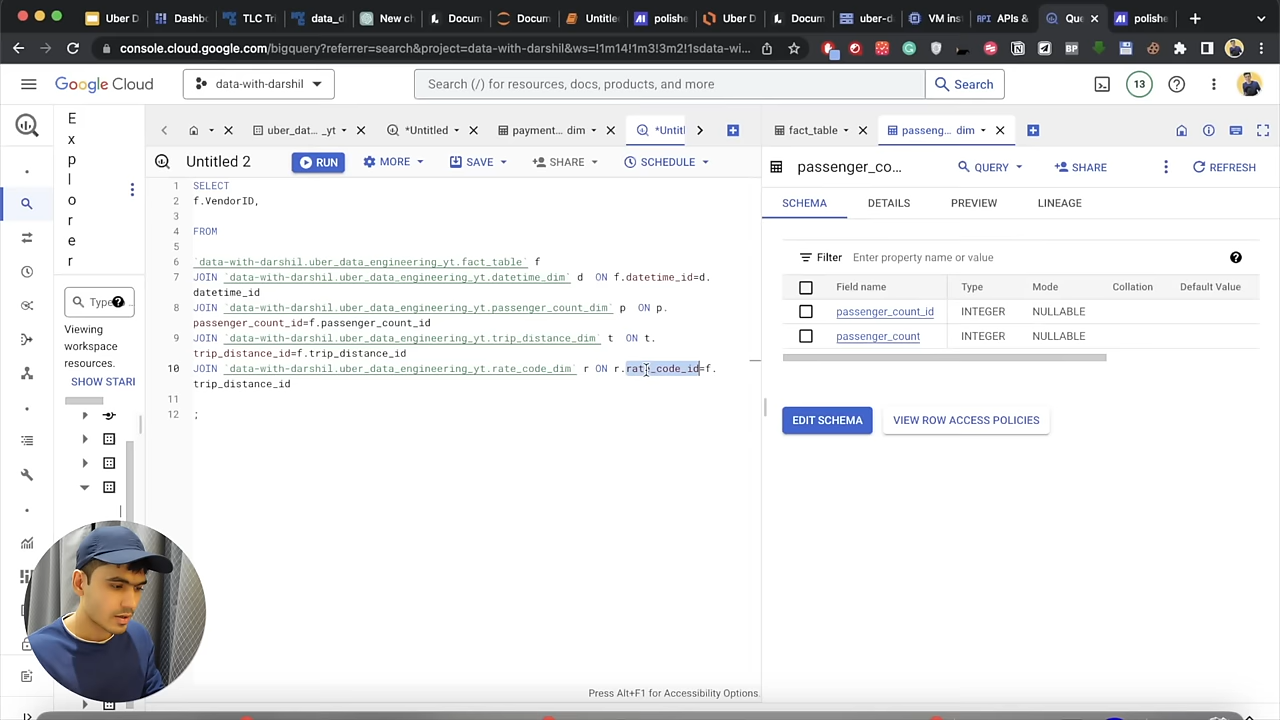 Uber D
Dashb
TLC Tri
data_d
New ch
Docum
Docum
Untitle
polishe
Uber D
Docum
uber-d
VM inst
RPI APIs &
Que
polishe
console.cloud.google.com/bigquery?referrer=search&project=data-with-darshil&ws=!1m14!1m3!3m2!1sdata-wi...
Google Cloud
data-with-darshil
Search (/) for resources, docs, products, and more
Search
13
Explorer
Type
Viewing
workspace
resources.
SHOW STARI
uber_dat... _yt
*Untitled
payment... dim
*Untitl
Untitled 2
RUN
MORE
SAVE
SHARE
SCHEDULE
1 SELECT
2 f.VendorID,
3
4 FROM
5
6 `data-with-darshil.uber_data_engineering_yt.fact_table` f
7 JOIN `data-with-darshil.uber_data_engineering_yt.datetime_dim` d ON f.datetime_id=d.
datetime_id
8 JOIN `data-with-darshil.uber_data_engineering_yt.passenger_count_dim` p ON p.
passenger_count_id=f.passenger_count_id
9 JOIN `data-with-darshil.uber_data_engineering_yt.trip_distance_dim` t ON t.
trip_distance_id=f.trip_distance_id
10 JOIN `data-with-darshil.uber_data_engineering_yt.rate_code_dim` r ON r.rate_code_id=f.
trip_distance_id
11
12 ;
Press Alt+F1 for Accessibility Options.
fact_table
passeng... dim
passenger_co...
QUERY
SHARE
REFRESH
SCHEMA
DETAILS
PREVIEW
LINEAGE
Filter Enter property name or value
Field name Type Mode Collation Default Value
passenger_count_id INTEGER NULLABLE
passenger_count INTEGER NULLABLE
EDIT SCHEMA
VIEW ROW ACCESS POLICIES